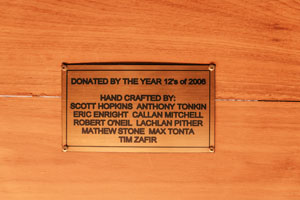 DONATED BY THE YEAR 12's of 2006
HAND CRAFTED BY:
SCOTT HOPKINS ANTHONY TONKIN
ERIC ENRIGHT CALLAN MITCHELL
ROBERT O'NEIL LACHLAN PITHER
MATHEW STONE MAX TONTA
TIM ZAFIR